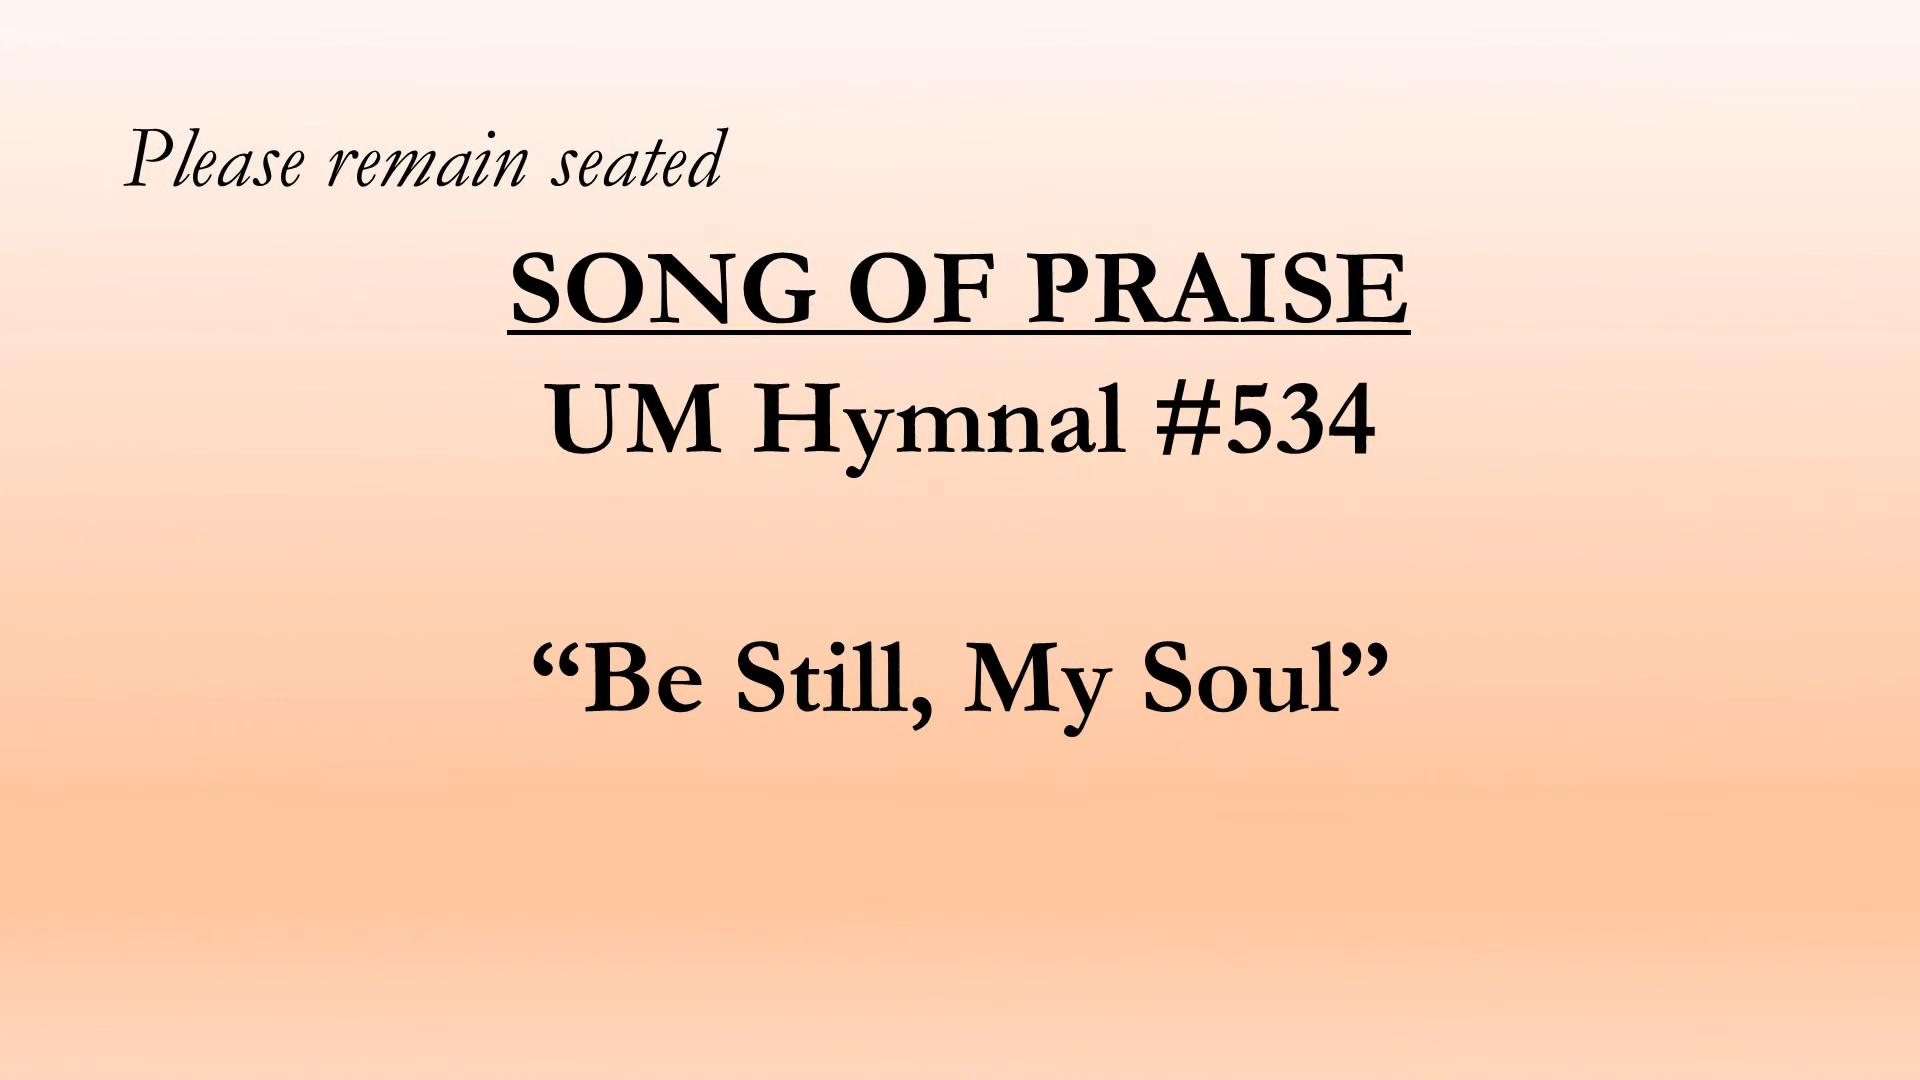 Please remain seated
SONG OF PRAISE
UM Hymnal #534
“Be Still, My Soul”